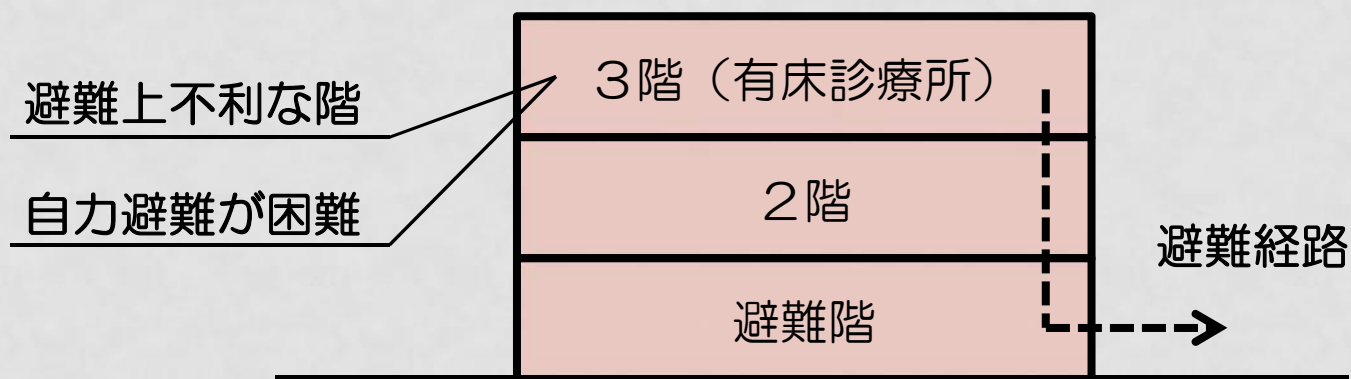 避難上不利な階
自力避難が困難
３階（有床診療所）
２階
避難階
避難経路